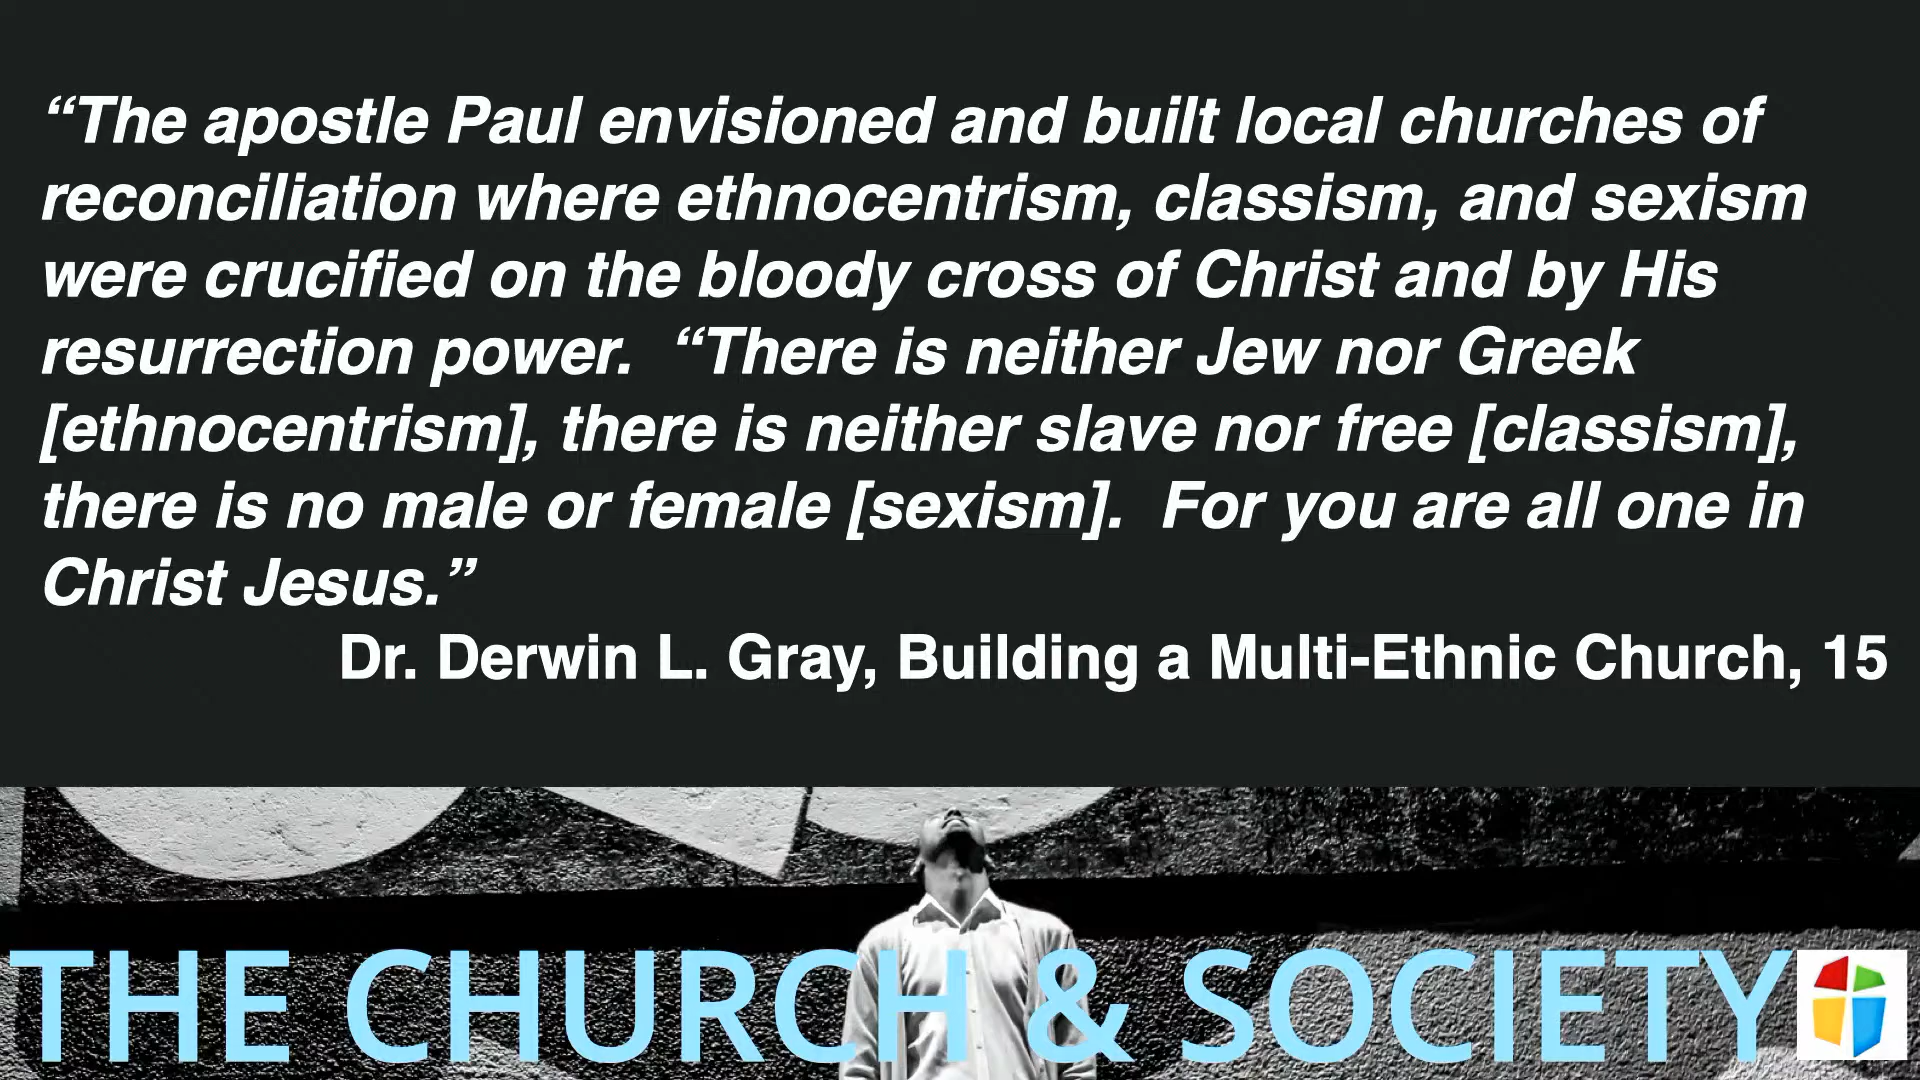 “The apostle Paul envisioned and built local churches of
reconciliation where ethnocentrism, classism, and sexism
were crucified on the bloody cross of Christ and by His
resurrection power.  “There is neither Jew nor Greek
[ethnocentrism], there is neither slave nor free [classism],
there is no male or female [sexism].  For you are all one in
Christ Jesus.”
Dr. Derwin L. Gray, Building a Multi-Ethnic Church, 15
THE CHURCH & SOCIETY